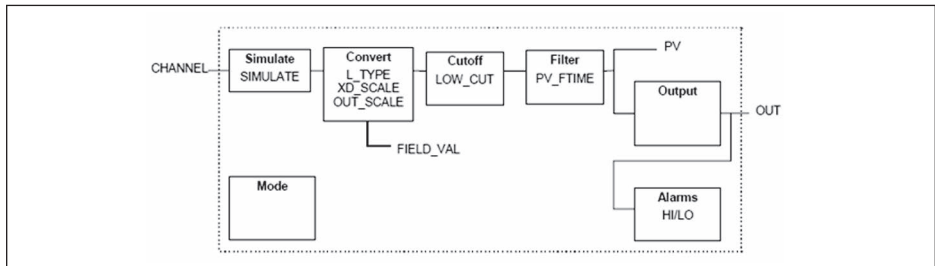 CHANNEL
Simulate
SIMULATE
Convert
L_TYPE
XD_SCALE
OUT_SCALE
FIELD_VAL
Cutoff
LOW_CUT
Filter
PV_FTIME
PV
Output
OUT
Mode
Alarms
HI/LO